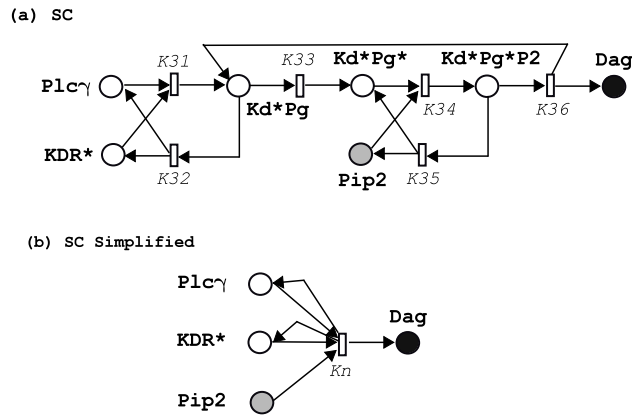 (a) SC
K31 K33 Kd*Pg* Kd*Pg*P2 Dag
Plcγ
Kd*Pg K34 K36
KDR*
K32 Pip2 K35
(b) SC Simplified
Plcγ
Dag
KDR*
Kn
Pip2